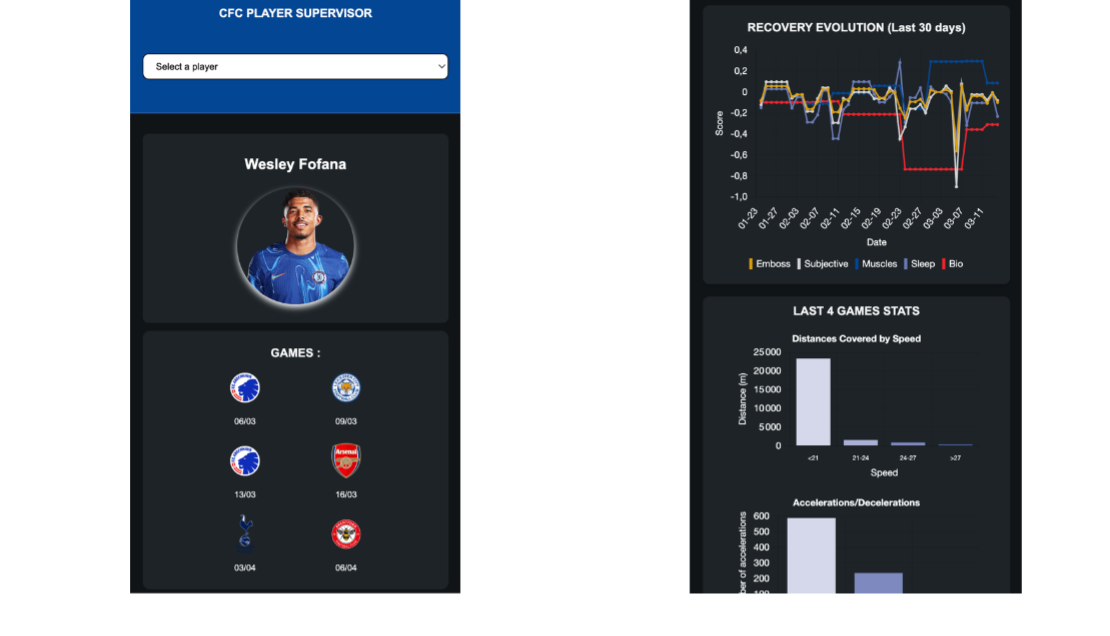 CFC PLAYER SUPERVISOR
Select a player
Wesley Fofana
GAMES :
06/03
09/03
Arsenal
13/03
16/03
03/04
06/04
RECOVERY EVOLUTION (Last 30 days)
0,4
0,2
0
-0,2
-0,4
-0,6
-0,8
-1,0
Score
01-23
01-27
02-03
02-07
02-11
02-15
02-19
02-23
02-27
03-03
03-07
03-11
Date
Emboss Subjective Muscles Sleep Bio
LAST 4 GAMES STATS
Distances Covered by Speed
25000
20000
15000
10000
5000
0
Distance (m)
<21 21-24 24-27 >27
Speed
Accelerations/Decelerations
600
500
400
300
200
100
ber of accelerations